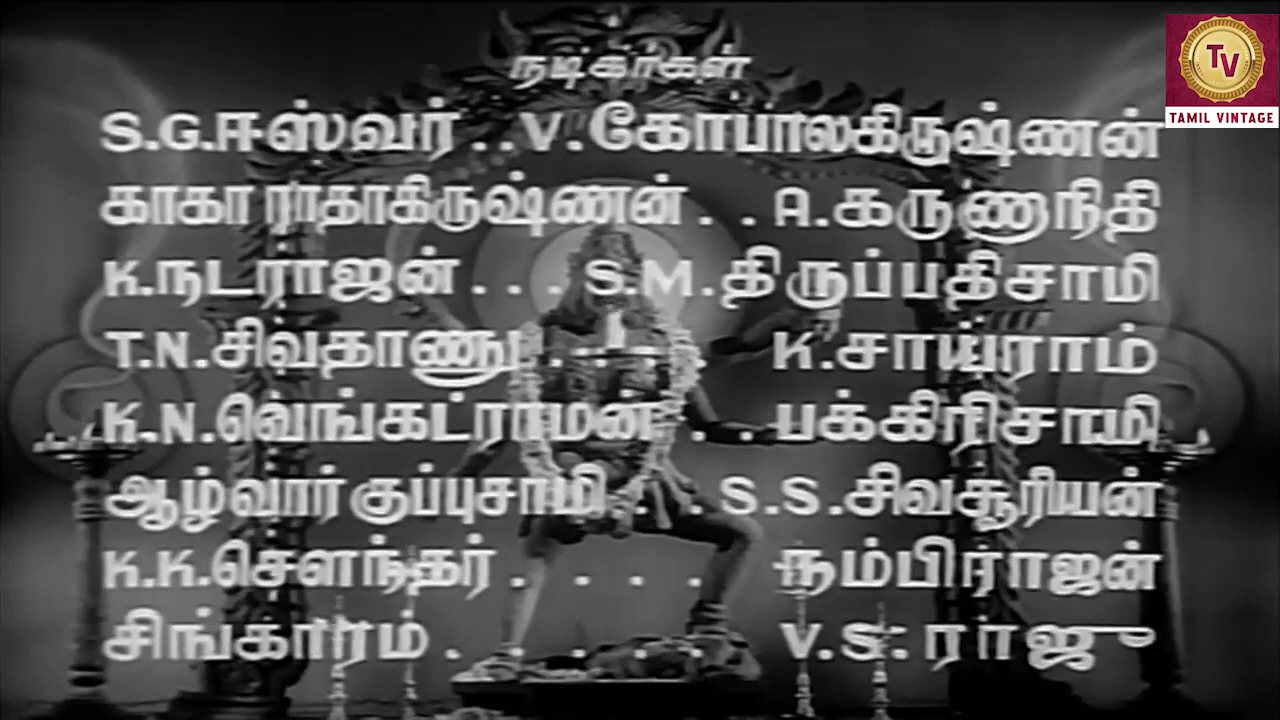 TV
TAMIL VINTAGE
நடிகர்கள்
S.G.ஈஸ்வர் . . V.கோபாலகிருஷ்ணன்
காகா ராதாகிருஷ்ணன் . . A.கருணாநிதி
K.நடராஜன் . . . S.M.திருப்பதிசாமி
T.N.சிவதாணு . . . K.சாய்ராம்
K.N.வெங்கட்ராமன் . . பக்கிரிசாமி
ஆழ்வார் குப்புசாமி . . S.S.சிவசூரியன்
K.K.சௌந்தர் . . . . . நம்பிராஜன்
சிங்காரம் . . . . . . V.S.ராஜு